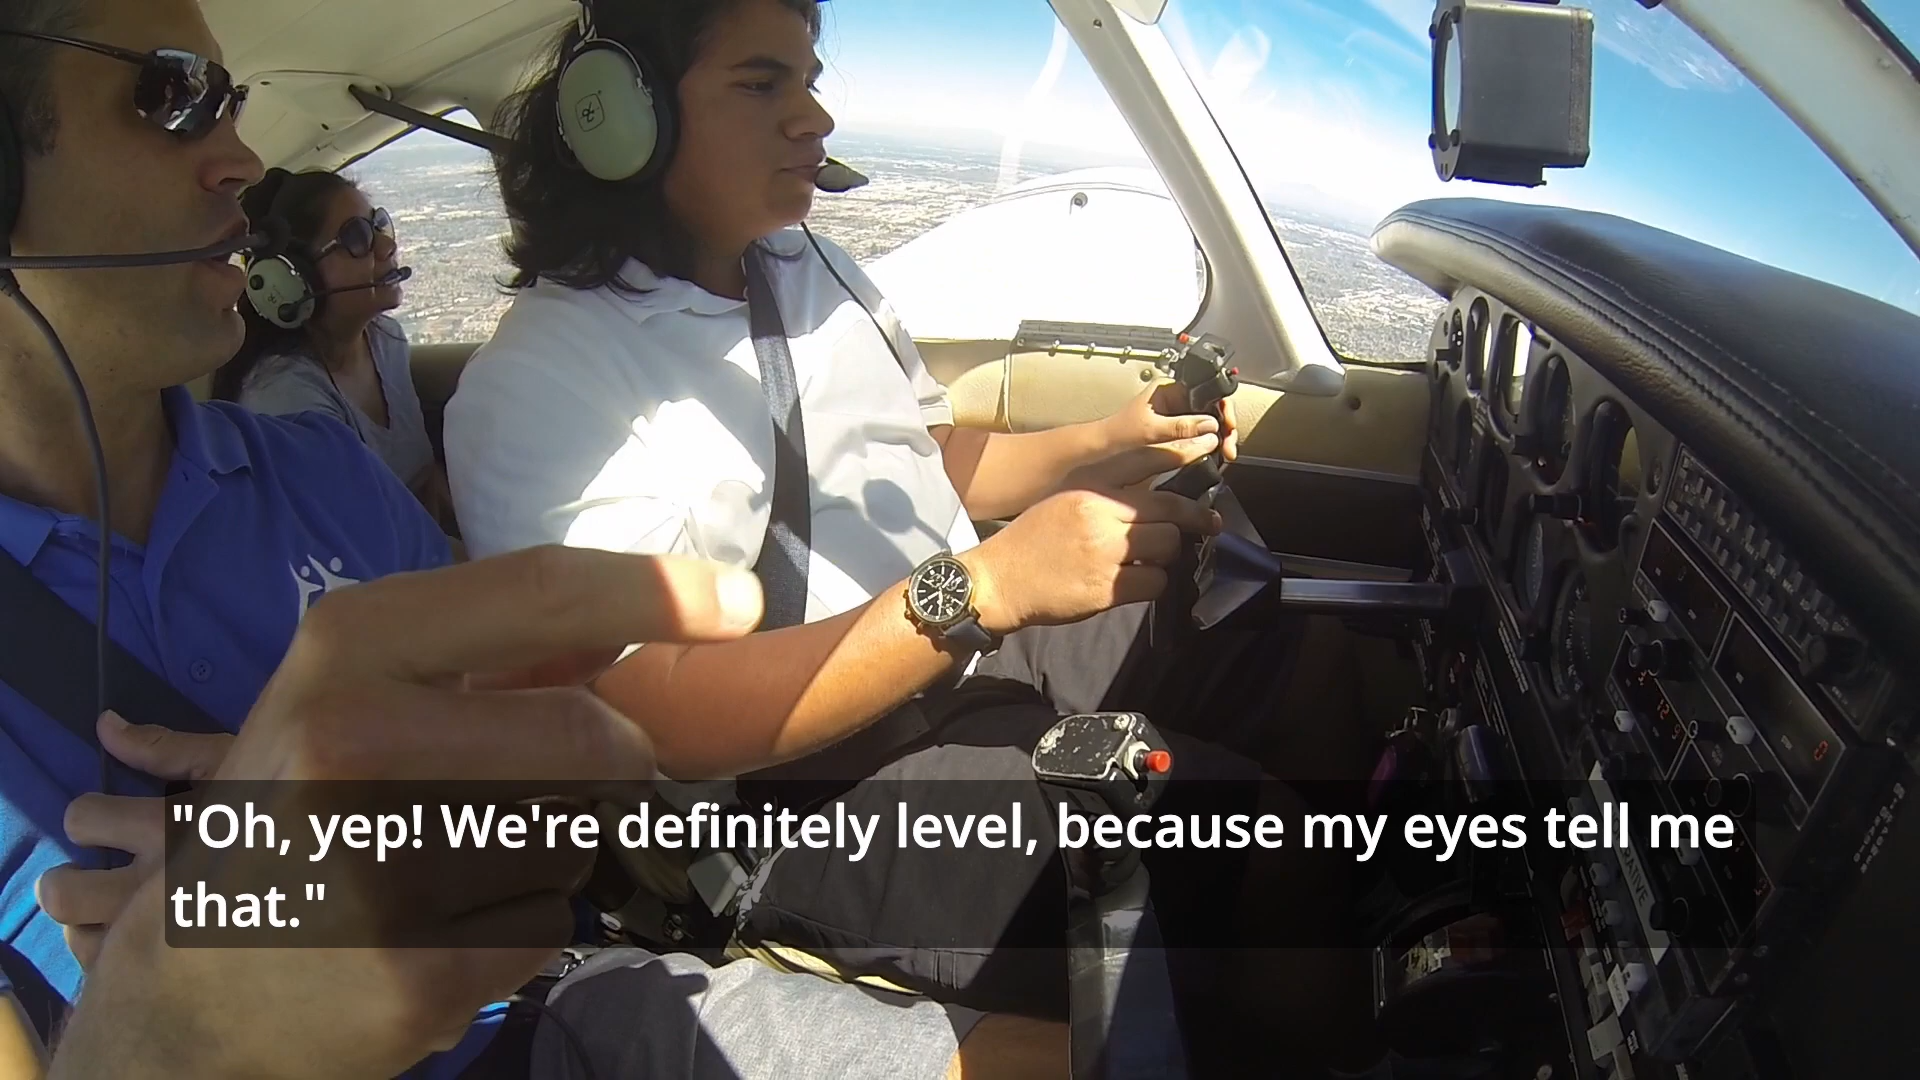 "Oh, yep! We're definitely level, because my eyes tell me
that."